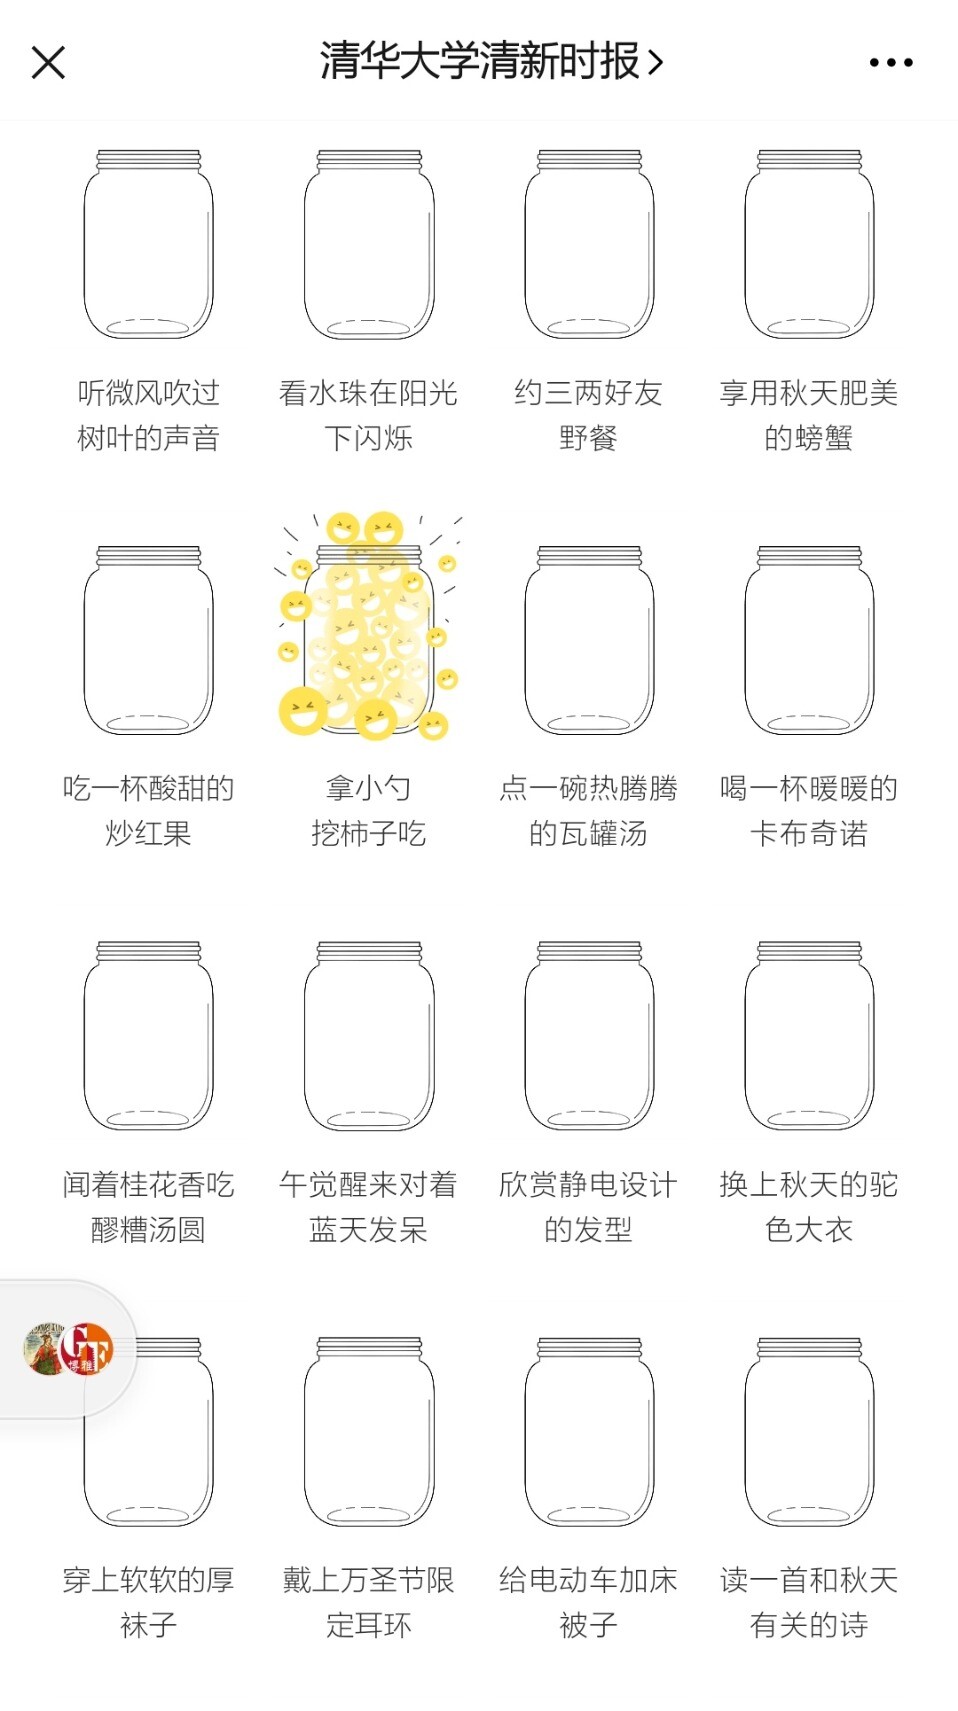 清华大学清新时报
听微风吹过
树叶的声音
看水珠在阳光
下闪烁
约三两好友
野餐
享用秋天肥美
的螃蟹
吃一杯酸甜的
炒红果
拿小勺
挖柿子吃
点一碗热腾腾
的瓦罐汤
喝一杯暖暖的
卡布奇诺
闻着桂花香吃
醪糟汤圆
午觉醒来对着
蓝天发呆
欣赏静电设计
的发型
换上秋天的驼
色大衣
GF
博雅
穿上软软的厚
袜子
戴上万圣节限
定耳环
给电动车加床
被子
读一首和秋天
有关的诗